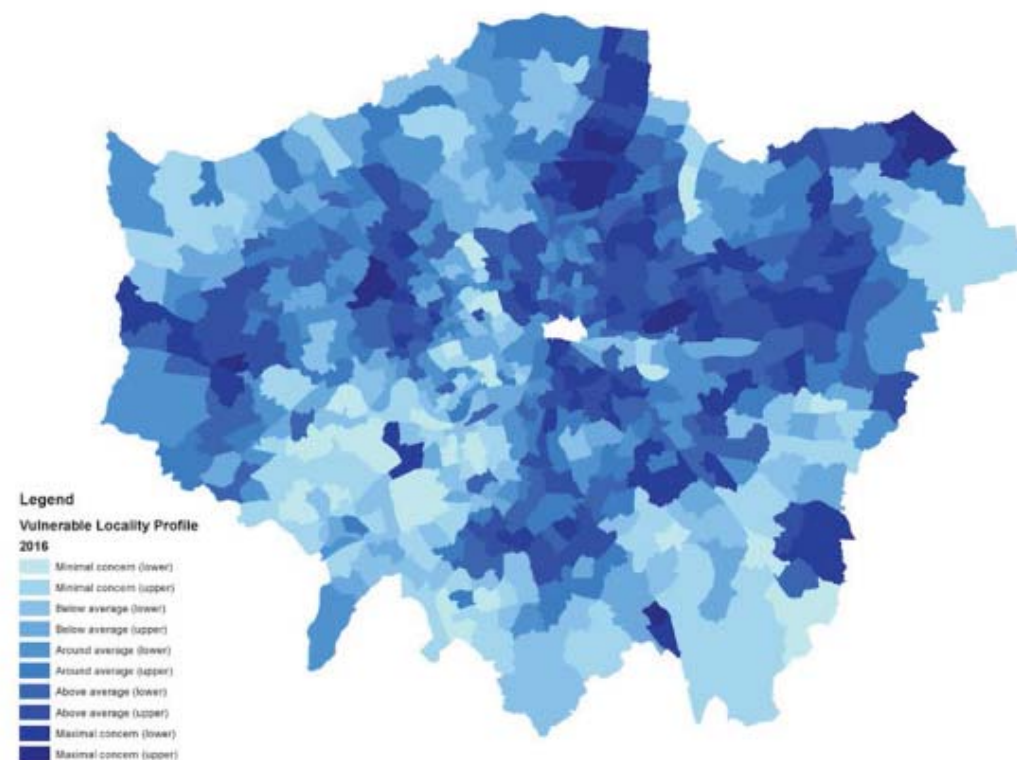 Legend
Vulnerable Locality Profile
2016
Minimal concern (lower)
Minimal concern (upper)
Below average (lower)
Below average (upper)
Around average (lower)
Around average (upper)
Above average (lower)
Above average (upper)
Maximal concern (lower)
Maximal concern (upper)